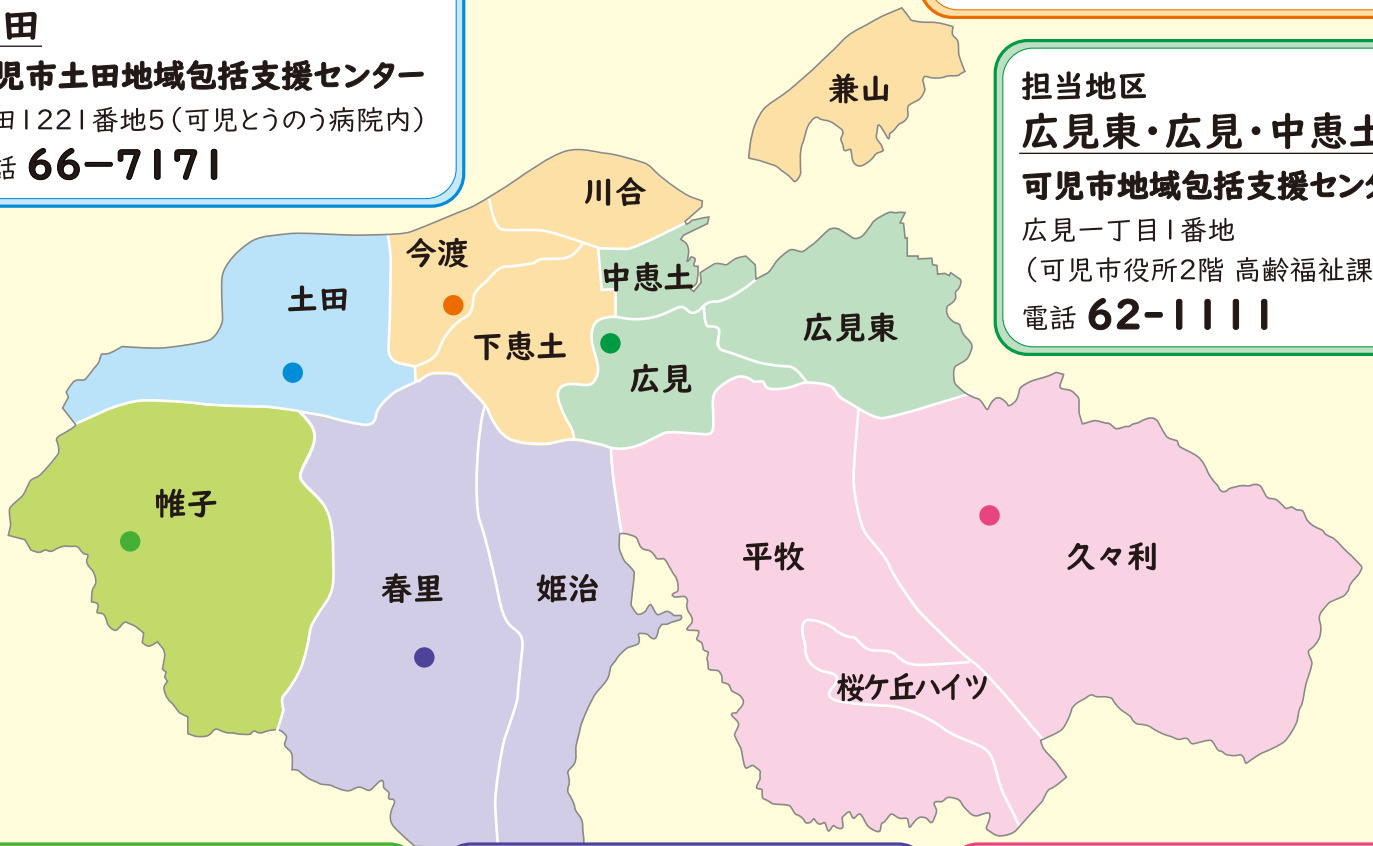 田
児市土田地域包括支援センター
田1221番地5(可児とうのう病院内)
話 66-7171
担当地区
広見東・広見・中恵土
可児市地域包括支援センタ
広見一丁目1番地
(可児市役所2階 高齢福祉課
電話 62-1111
兼山
川合
今渡
中恵土
土田
下恵土
広見東
広見
帷子
春里
姫治
平牧
久々利
桜ケ丘ハイツ